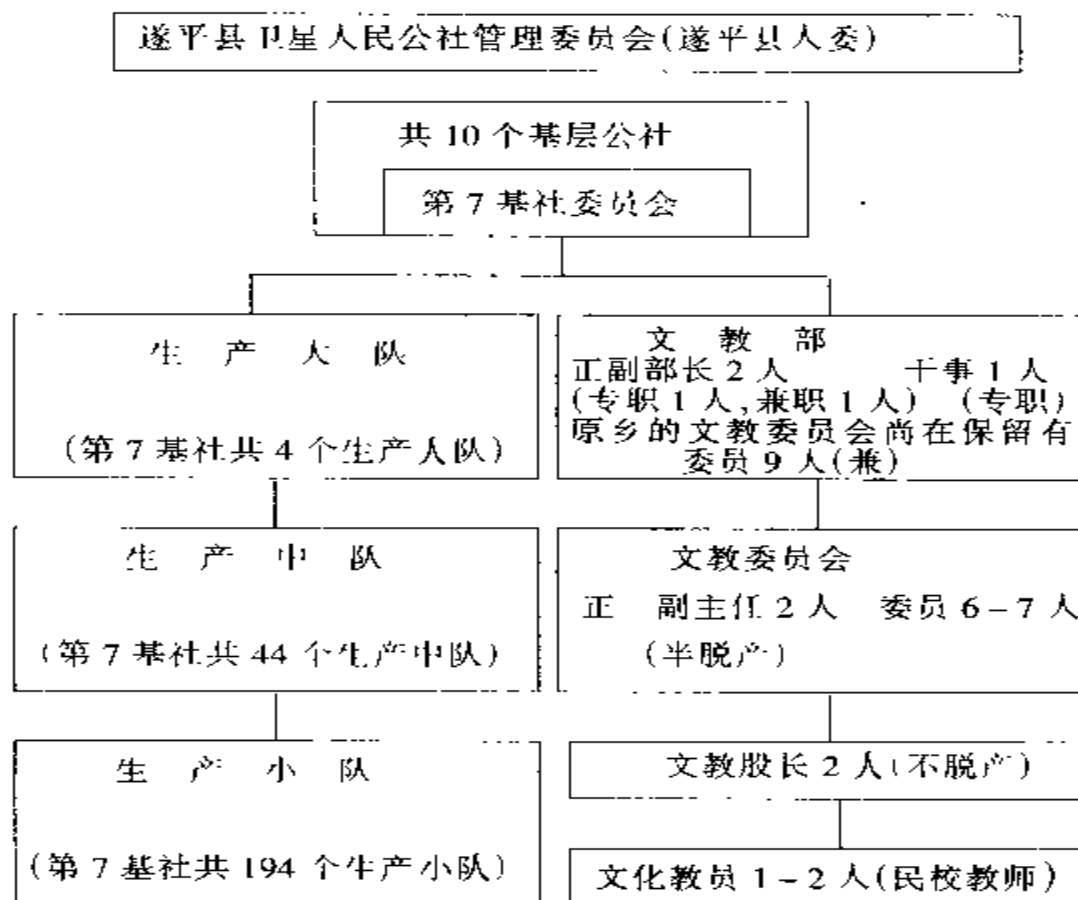 遂平县卫星人民公社管理委员会(遂平县人委)
共 10 个基层公社
第 7 基社委员会
生 产 大 队
(第 7 基社共 4 个生产大队)
生 产 中 队
(第 7 基社共 44 个生产中队)
生 产 小 队
(第 7 基社共 194 个生产小队)
文 教 部
正副部长 2 人 干事 1 人
(专职 1 人,兼职 1 人) (专职)
原乡的文教委员会尚在保留有
委员 9 人(兼)
文教委员会
正 副主任 2 人 委员 6-7 人
(半脱产)
文教股长 2 人(不脱产)
文化教员 1-2 人(民校教师)